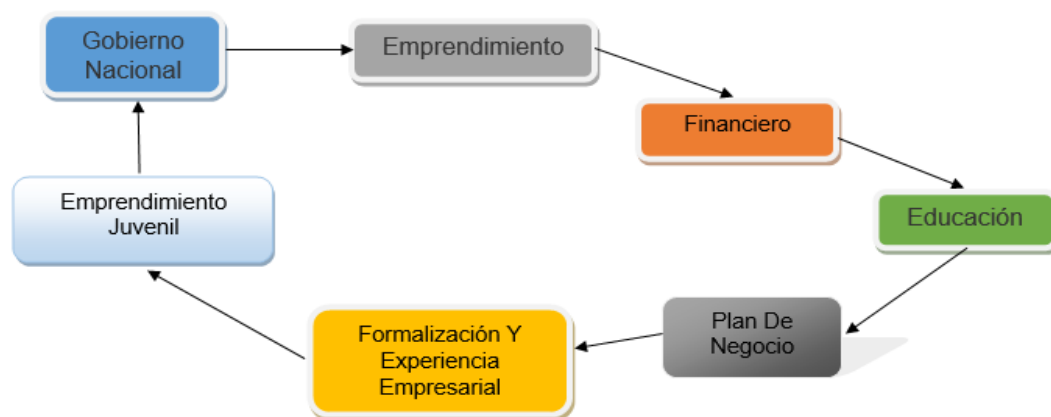 Gobierno
Nacional
Emprendimiento
Financiero
Educación
Plan De
Negocio
Formalización Y
Experiencia
Empresarial
Emprendimiento
Juvenil